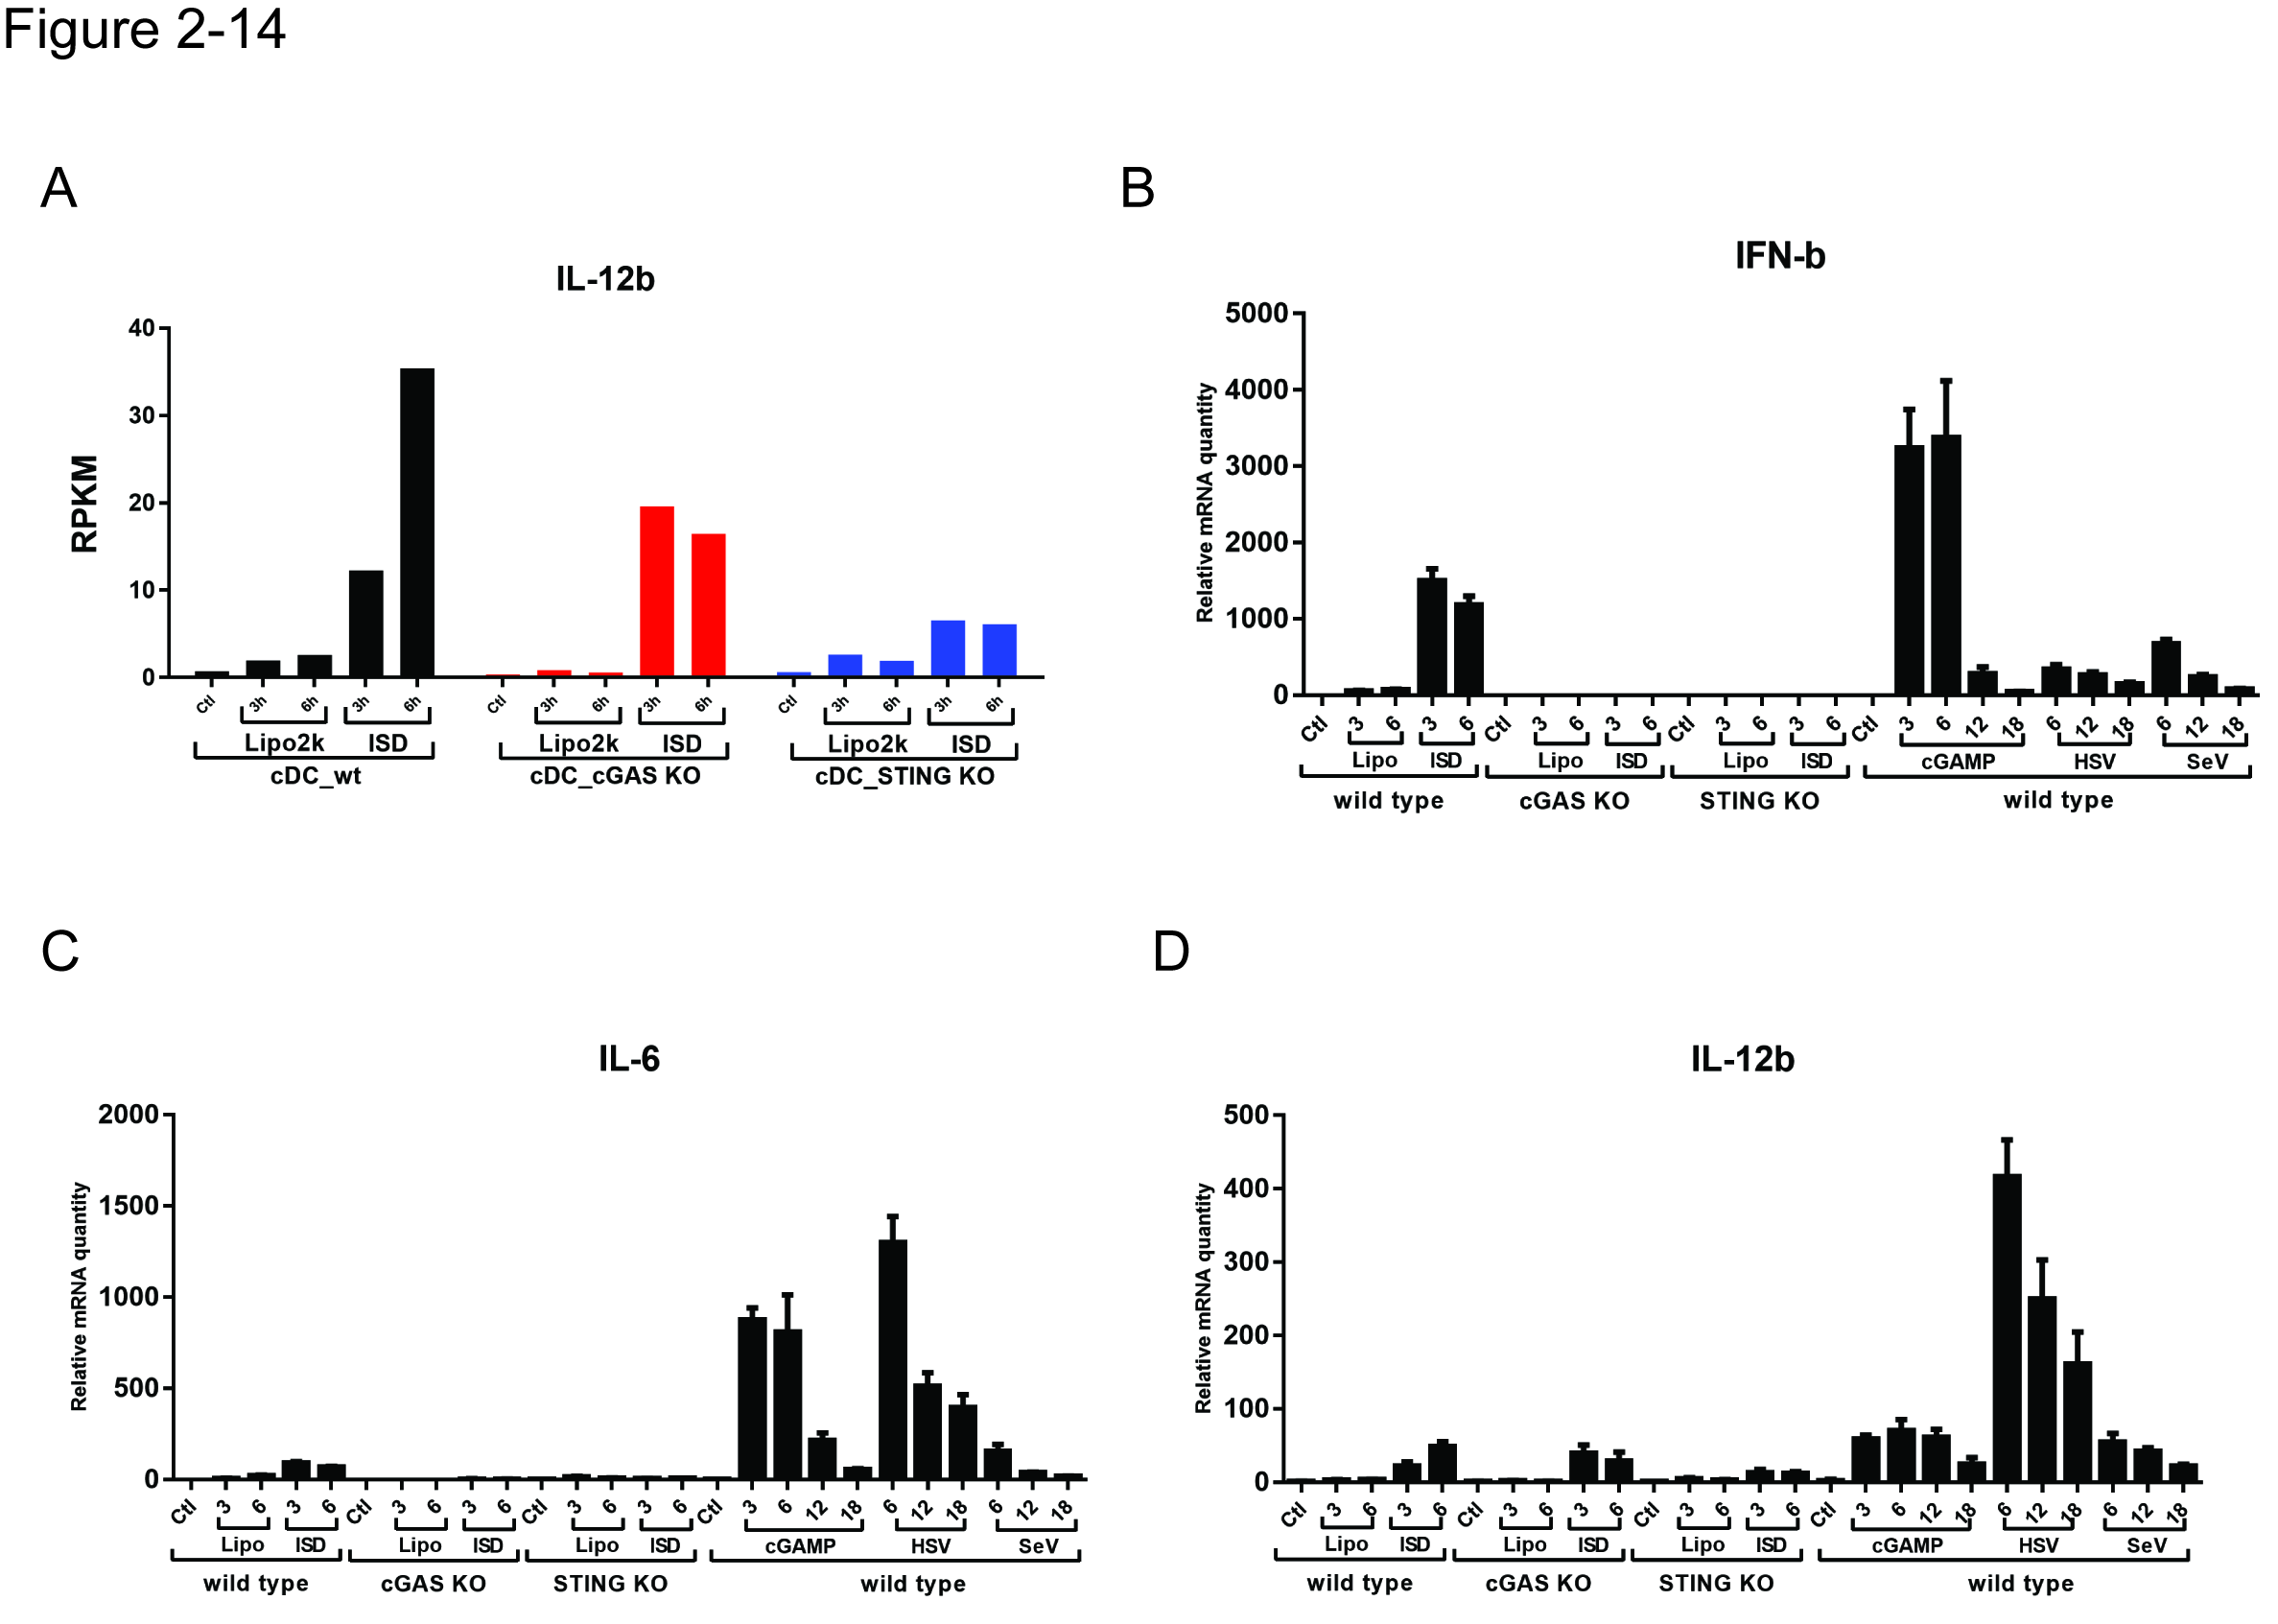 Figure 2-14
A
IL-12b
RPKM
40
30
20
10
0
Ctl 3h 6h 3h 6h Ctl 3h 6h 3h 6h Ctl 3h 6h 3h 6h
Lipo2k ISD Lipo2k ISD Lipo2k ISD
cDC_wt cDC_cGAS KO cDC_STING KO
B
IFN-b
Relative mRNA quantity
5000
4000
3000
2000
1000
0
Ctl 3 6 3 6 Ctl 3 6 3 6 Ctl 3 6 3 6 Ctl 3 6 12 18 6 12 18 6 12 18
Lipo ISD Lipo ISD Lipo ISD cGAMP HSV SeV
wild type cGAS KO STING KO wild type
C
IL-6
Relative mRNA quantity
2000
1500
1000
500
0
Ctl 3 6 3 6 Ctl 3 6 3 6 Ctl 3 6 3 6 Ctl 3 6 12 18 6 12 18 6 12 18
Lipo ISD Lipo ISD Lipo ISD cGAMP HSV SeV
wild type cGAS KO STING KO wild type
D
IL-12b
Relative mRNA quantity
500
400
300
200
100
0
Ctl 3 6 3 6 Ctl 3 6 3 6 Ctl 3 6 3 6 Ctl 3 6 12 18 6 12 18 6 12 18
Lipo ISD Lipo ISD Lipo ISD cGAMP HSV SeV
wild type cGAS KO STING KO wild type